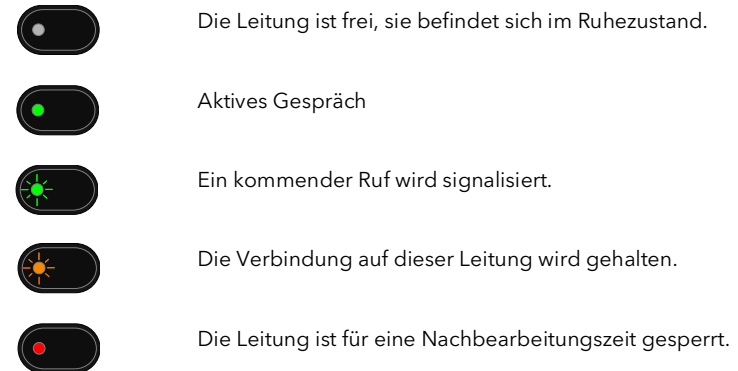 Die Leitung ist frei, sie befindet sich im Ruhezustand.
Aktives Gespräch
Ein kommender Ruf wird signalisiert.
Die Verbindung auf dieser Leitung wird gehalten.
Die Leitung ist für eine Nachbearbeitungszeit gesperrt.